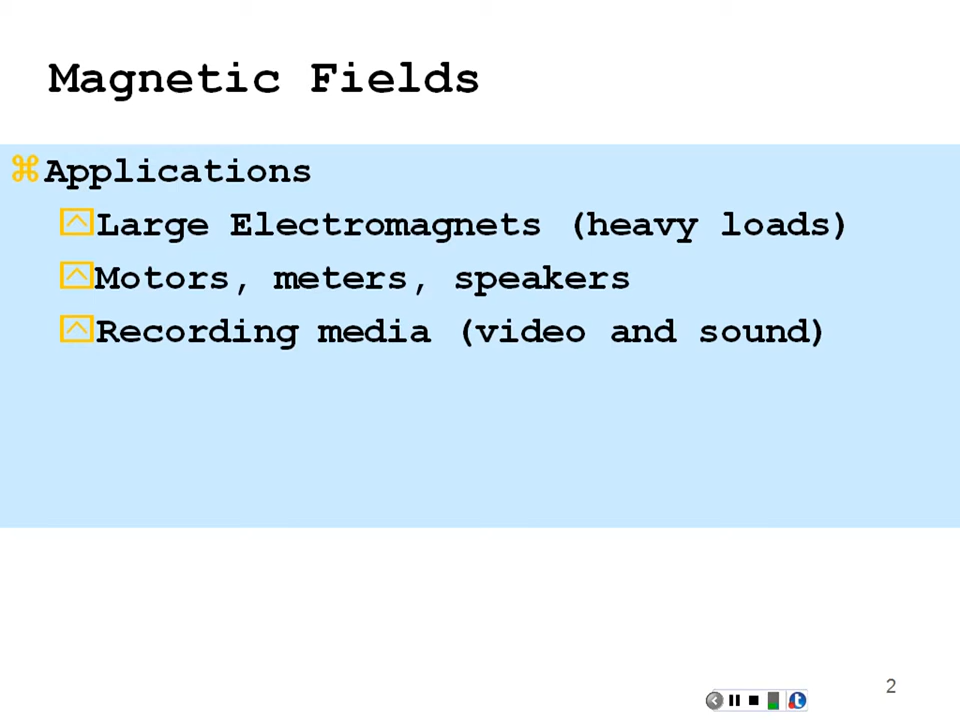 Magnetic Fields
⌘Applications
Large Electromagnets (heavy loads)
Motors, meters, speakers
Recording media (video and sound)
2